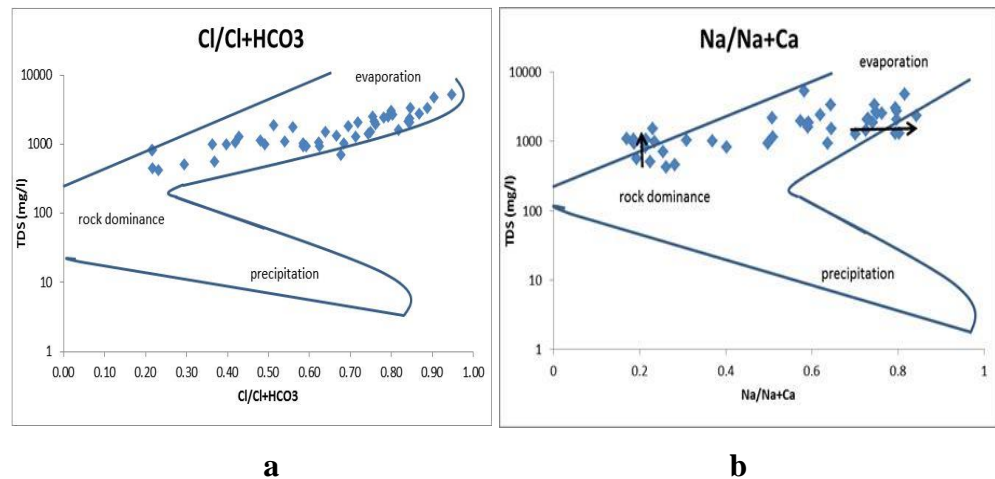 Cl/Cl+HCO3
evaporation
10000
1000
100
10
1
TDS (mg/l)
rock dominance
precipitation
0.00 0.10 0.20 0.30 0.40 0.50 0.60 0.70 0.80 0.90 1.00
Cl/Cl+HCO3
a
Na/Na+Ca
evaporation
10000
1000
100
10
1
TDS (mg/l)
rock dominance
precipitation
0 0.2 0.4 0.6 0.8 1
Na/Na+Ca
b